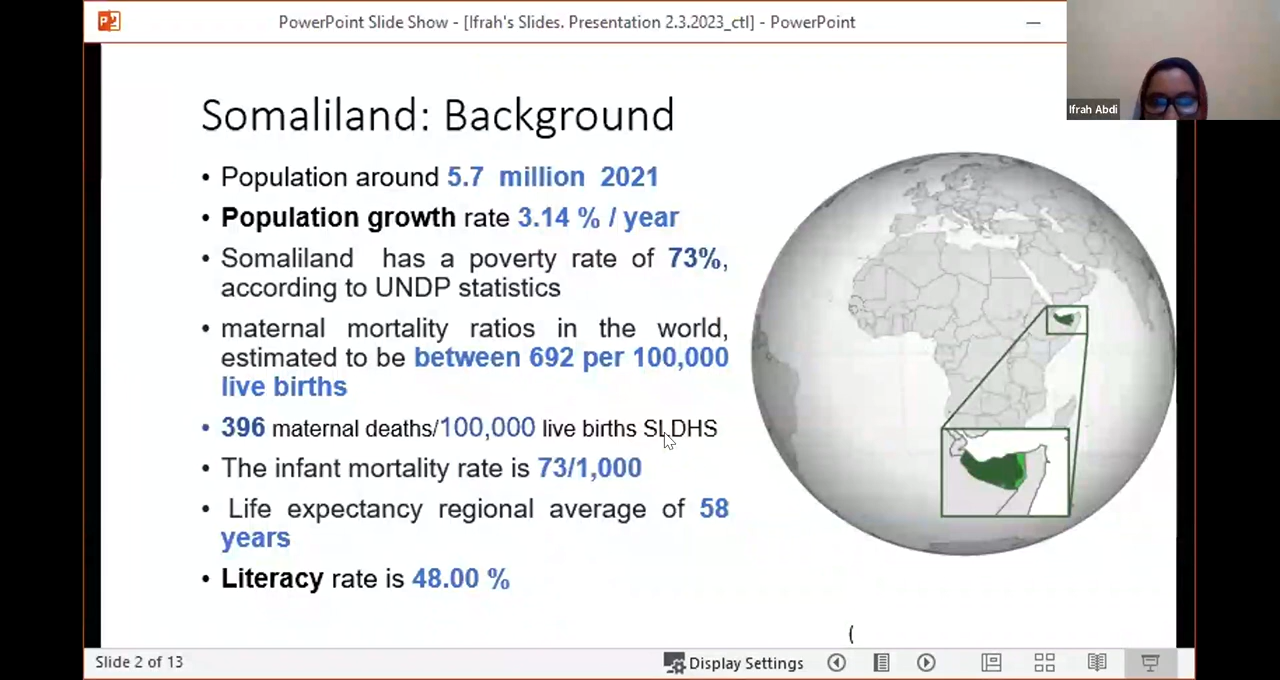 PowerPoint Slide Show - [Ifrah's Slides. Presentation 2.3.2023_ctl] - PowerPoint
Ifrah Abdi
Somaliland: Background
• Population around 5.7 million 2021
• Population growth rate 3.14 % / year
• Somaliland has a poverty rate of 73%,
according to UNDP statistics
• maternal mortality ratios in the world,
estimated to be between 692 per 100,000
live births
• 396 maternal deaths/100,000 live births SLDHS
• The infant mortality rate is 73/1,000
• Life expectancy regional average of 58
years
• Literacy rate is 48.00 %
(
Slide 2 of 13
Display Settings